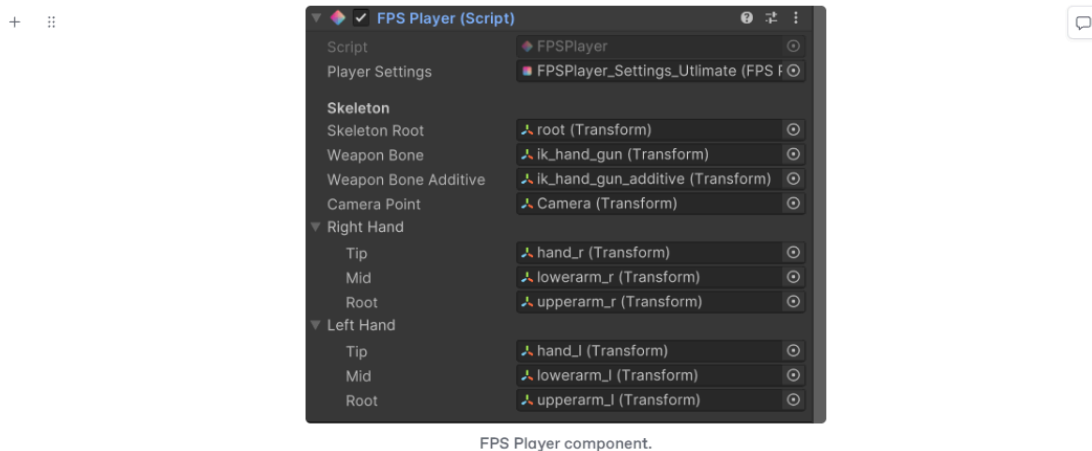 FPS Player (Script)
Script FPSPlayer
Player Settings FPSPlayer_Settings_Utlimate (FPS
Skeleton
Skeleton Root root (Transform)
Weapon Bone ik_hand_gun (Transform)
Weapon Bone Additive ik_hand_gun_additive (Transform)
Camera Point Camera (Transform)
Right Hand
Tip hand_r (Transform)
Mid lowerarm_r (Transform)
Root upperarm_r (Transform)
Left Hand
Tip hand_l (Transform)
Mid lowerarm_l (Transform)
Root upperarm_l (Transform)
FPS Player component.